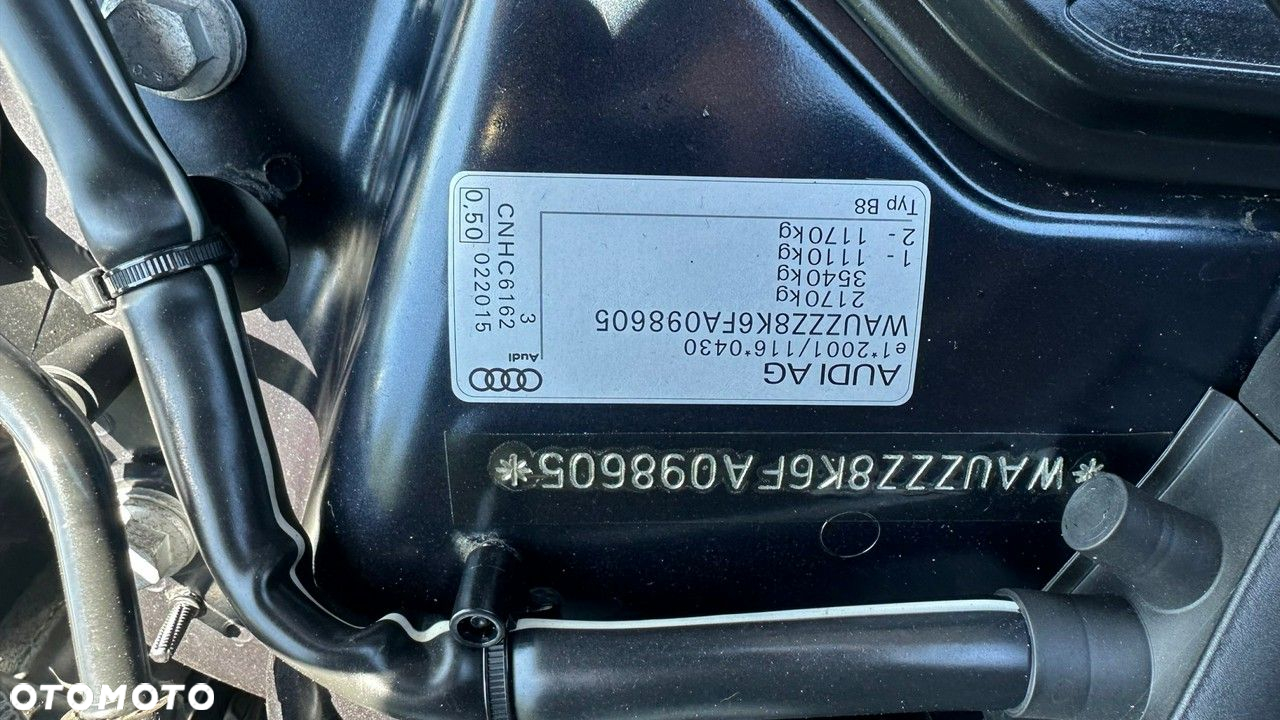 AUDI AG
e1*2001/116*0430
WAUZZZ8K6FA098605
2170kg
3540kg
1 - 1110kg
2 - 1170kg
Typ B8
Audi
3
CNHC6162
0,50 022015
*WAUZZZ8K6FA098605*
OTOMOTO